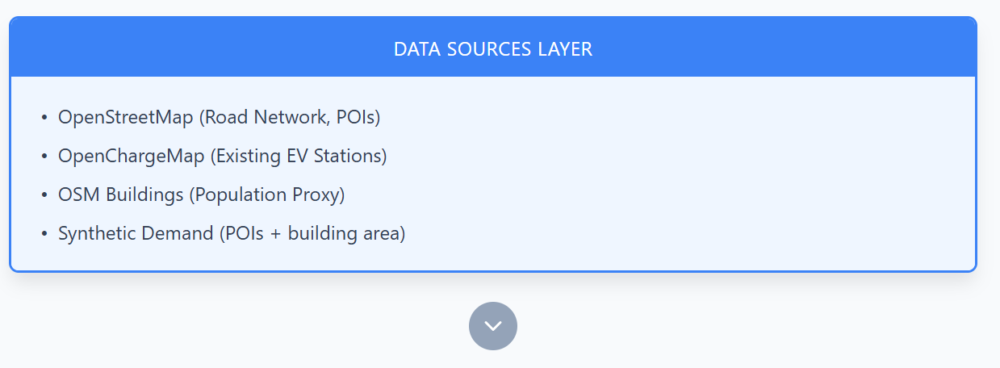 DATA SOURCES LAYER
• OpenStreetMap (Road Network, POIs)
• OpenChargeMap (Existing EV Stations)
• OSM Buildings (Population Proxy)
• Synthetic Demand (POIs + building area)